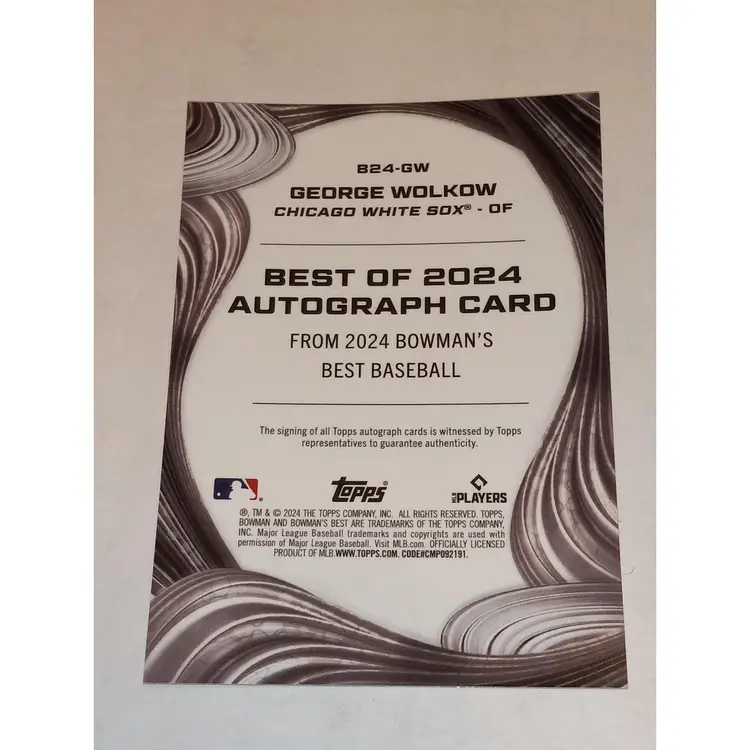 B24-GW
GEORGE WOLKOW
CHICAGO WHITE SOX® - OF
BEST OF 2024
AUTOGRAPH CARD
FROM 2024 BOWMAN'S
BEST BASEBALL
The signing of all Topps autograph cards is witnessed by Topps
representatives to guarantee authenticity.
topps®
MLB PLAYERS
®, TM & © 2024 THE TOPPS COMPANY, INC. ALL RIGHTS RESERVED. TOPPS,
BOWMAN AND BOWMAN'S BEST ARE TRADEMARKS OF THE TOPPS COMPANY,
INC. Major League Baseball trademarks and copyrights are used with
permission of Major League Baseball. Visit MLB.com. OFFICIALLY LICENSED
PRODUCT OF MLB.WWW.TOPPS.COM. CODE#CMP092191.